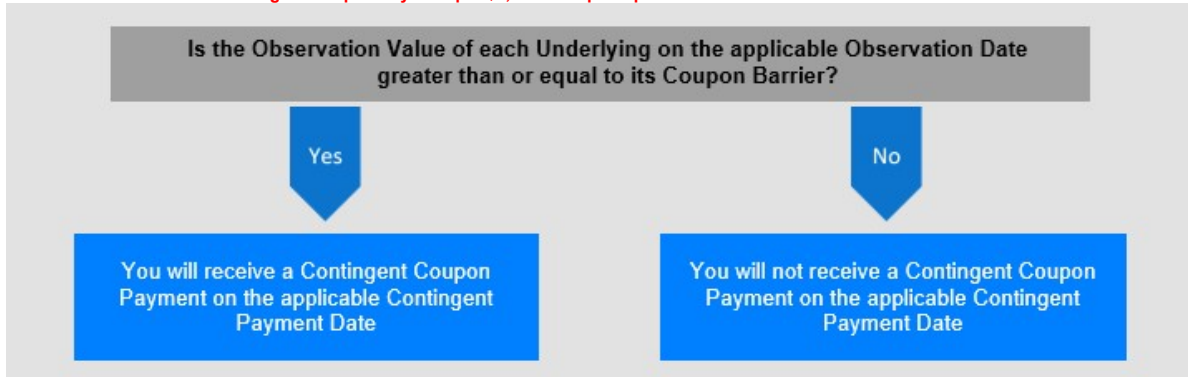 Is the Observation Value of each Underlying on the applicable Observation Date
greater than or equal to its Coupon Barrier?
Yes
No
You will receive a Contingent Coupon
Payment on the applicable Contingent
Payment Date
You will not receive a Contingent Coupon
Payment on the applicable Contingent
Payment Date